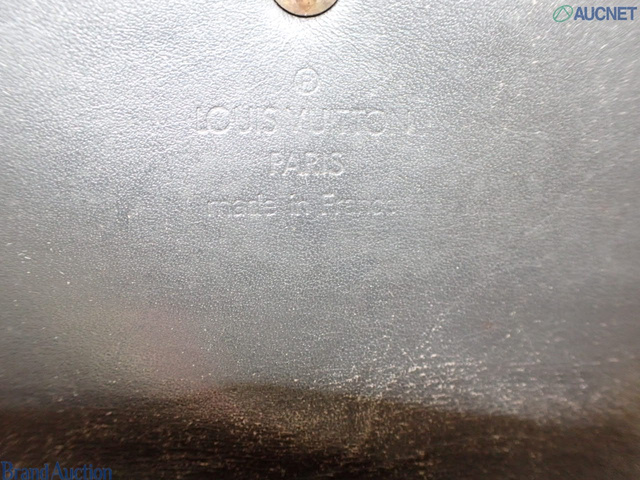 AUCNET
®
LOUIS VUITTON
PARIS
made in France
Brand Auction